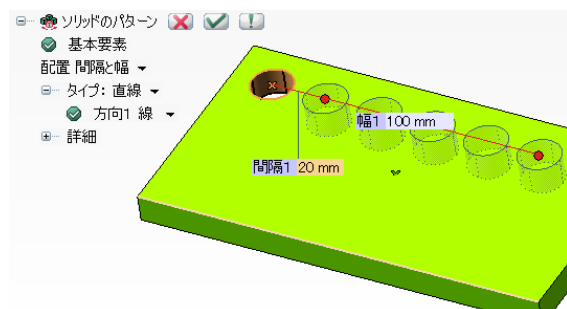 ソリッドのパターン
基本要素
配置 間隔と幅
タイプ: 直線
方向1 線
詳細
幅1 100 mm
間隔1 20 mm